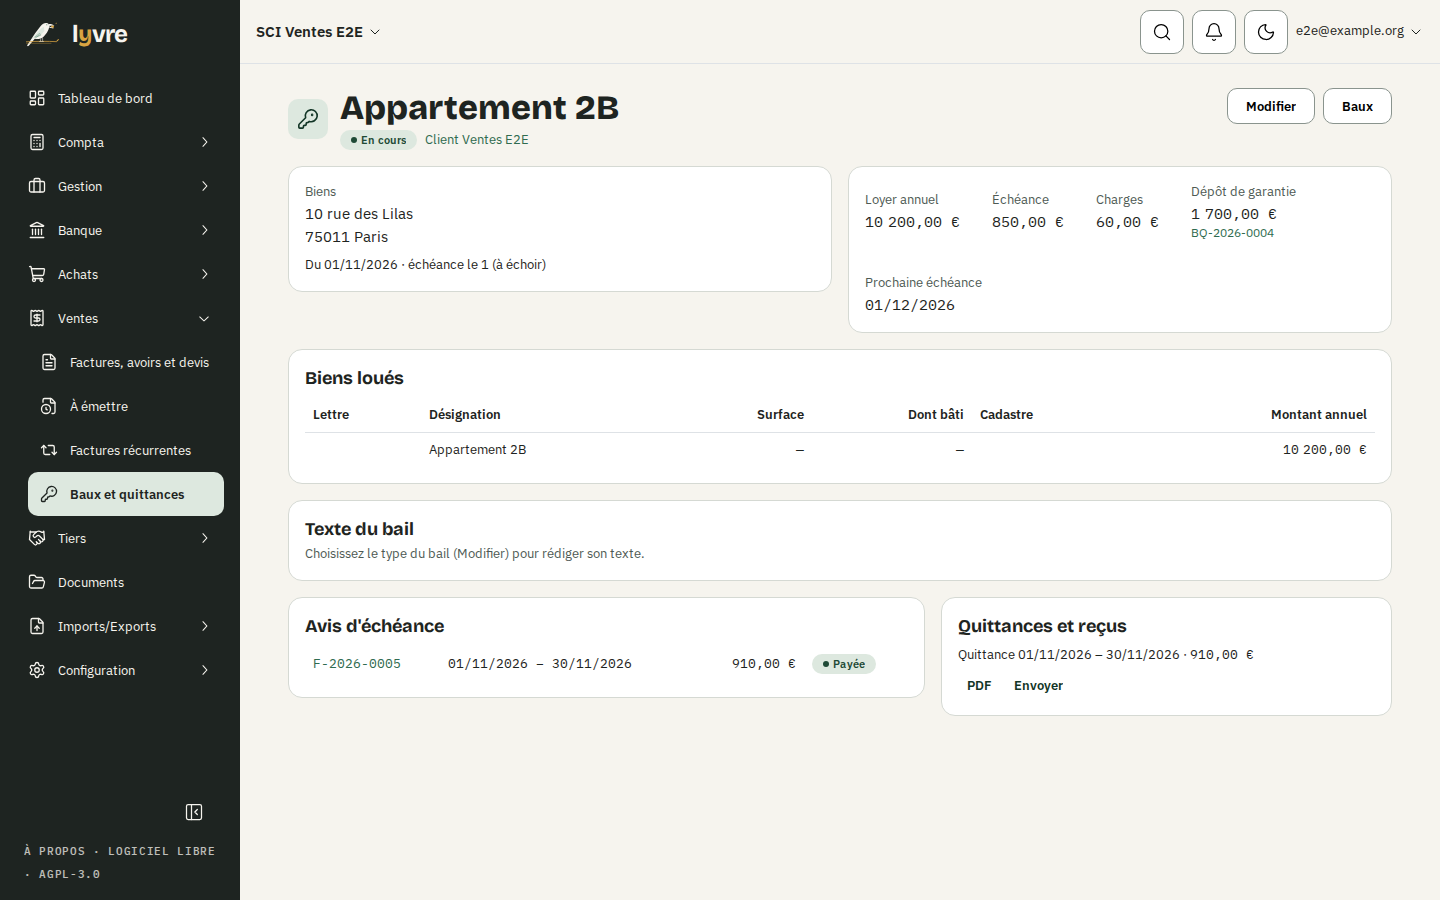 lyvre
SCI Ventes E2E
e2e@example.org
Tableau de bord
Compta
Gestion
Banque
Achats
Ventes
Factures, avoirs et devis
À émettre
Factures récurrentes
Baux et quittances
Tiers
Documents
Imports/Exports
Configuration
À PROPOS · LOGICIEL LIBRE
· AGPL-3.0
Appartement 2B
En cours Client Ventes E2E
Modifier Baux
Biens
10 rue des Lilas
75011 Paris
Du 01/11/2026 · échéance le 1 (à échoir)
Loyer annuel
10 200,00 €
Échéance
850,00 €
Charges
60,00 €
Dépôt de garantie
1 700,00 €
BQ-2026-0004
Prochaine échéance
01/12/2026
Biens loués
Lettre Désignation Surface Dont bâti Cadastre Montant annuel
Appartement 2B — — 10 200,00 €
Texte du bail
Choisissez le type du bail (Modifier) pour rédiger son texte.
Avis d'échéance
F-2026-0005 01/11/2026 – 30/11/2026 910,00 € Payée
Quittances et reçus
Quittance 01/11/2026 – 30/11/2026 · 910,00 €
PDF Envoyer